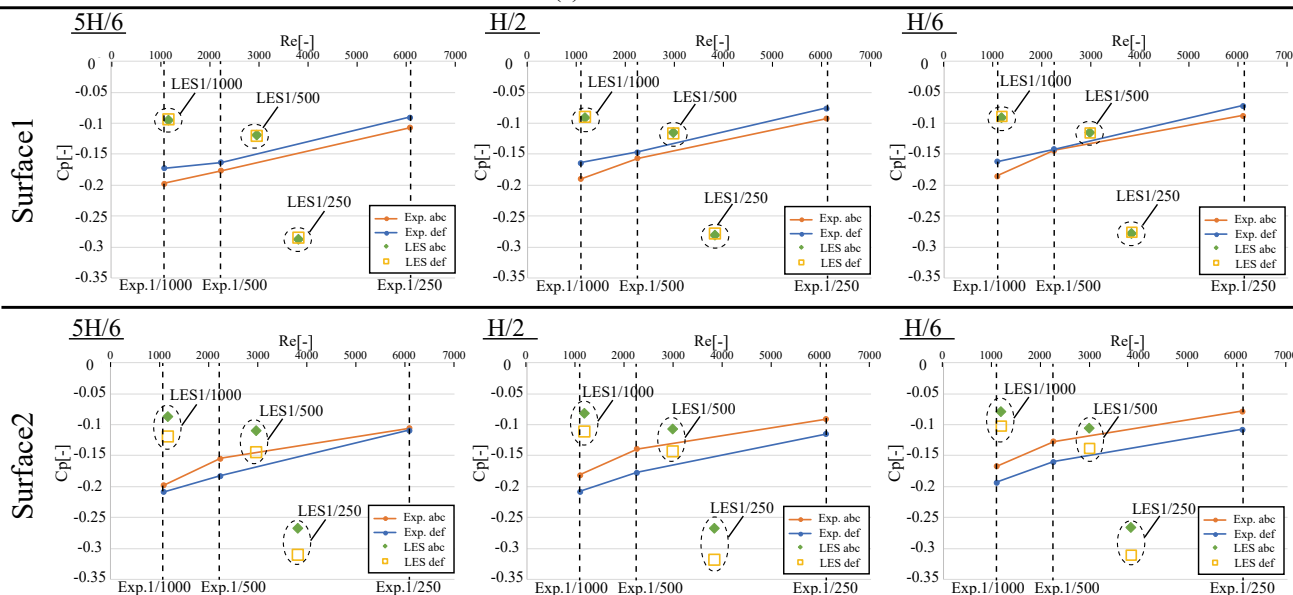 5H/6
H/2
H/6
Surface1
Re[-]
0 1000 2000 3000 4000 5000 6000 7000
0
-0.05
-0.1
-0.15
-0.2
-0.25
-0.3
-0.35
Cp[-]
LES1/1000
LES1/500
LES1/250
Exp. abc
Exp. def
LES abc
LES def
Exp.1/1000 Exp.1/500 Exp.1/250
Re[-]
0 1000 2000 3000 4000 5000 6000 7000
0
-0.05
-0.1
-0.15
-0.2
-0.25
-0.3
-0.35
Cp[-]
LES1/1000
LES1/500
LES1/250
Exp. abc
Exp. def
LES abc
LES def
Exp.1/1000 Exp.1/500 Exp.1/250
Re[-]
0 1000 2000 3000 4000 5000 6000 7000
0
-0.05
-0.1
-0.15
-0.2
-0.25
-0.3
-0.35
Cp[-]
LES1/1000
LES1/500
LES1/250
Exp. abc
Exp. def
LES abc
LES def
Exp.1/1000 Exp.1/500 Exp.1/250
5H/6
H/2
H/6
Surface2
Re[-]
0 1000 2000 3000 4000 5000 6000 7000
0
-0.05
-0.1
-0.15
-0.2
-0.25
-0.3
-0.35
Cp[-]
LES1/1000
LES1/500
LES1/250
Exp. abc
Exp. def
LES abc
LES def
Exp.1/1000 Exp.1/500 Exp.1/250
Re[-]
0 1000 2000 3000 4000 5000 6000 7000
0
-0.05
-0.1
-0.15
-0.2
-0.25
-0.3
-0.35
Cp[-]
LES1/1000
LES1/500
LES1/250
Exp. abc
Exp. def
LES abc
LES def
Exp.1/1000 Exp.1/500 Exp.1/250
Re[-]
0 1000 2000 3000 4000 5000 6000 7000
0
-0.05
-0.1
-0.15
-0.2
-0.25
-0.3
-0.35
Cp[-]
LES1/1000
LES1/500
LES1/250
Exp. abc
Exp. def
LES abc
LES def
Exp.1/1000 Exp.1/500 Exp.1/250